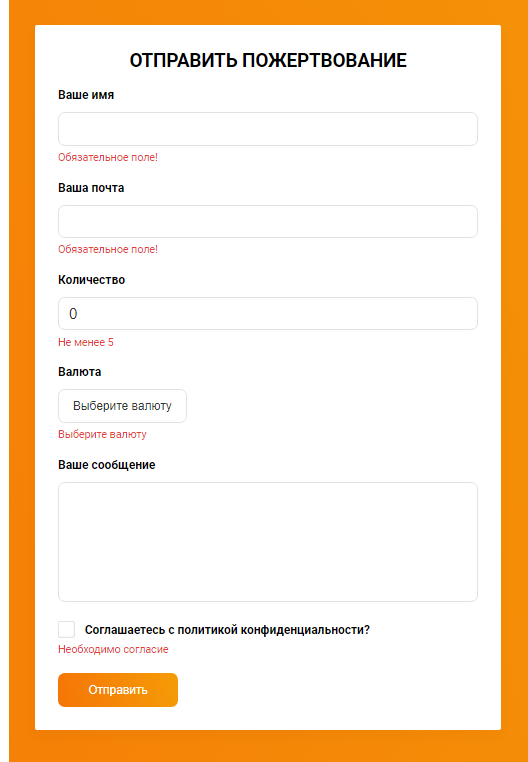 ОТПРАВИТЬ ПОЖЕРТВОВАНИЕ
Ваше имя
Обязательное поле!
Ваша почта
Обязательное поле!
Количество
0
Не менее 5
Валюта
Выберите валюту
Выберите валюту
Ваше сообщение
Соглашаетесь с политикой конфиденциальности?
Необходимо согласие
Отправить